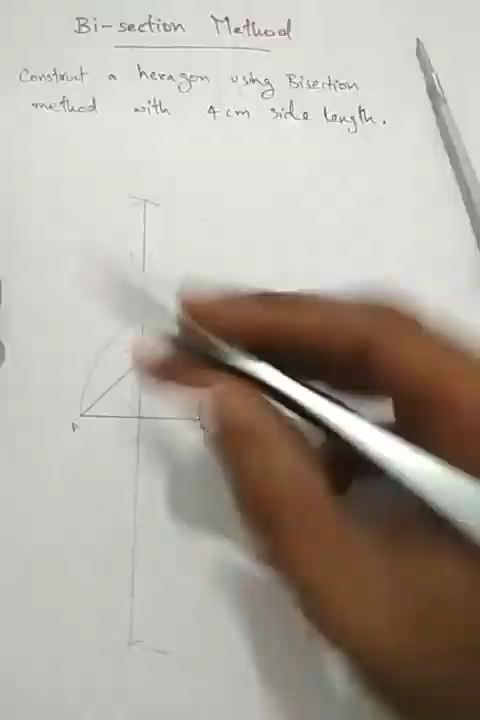 Bi-section Method
Construct a hexagon using Bisection
method with 4 cm side length.
A